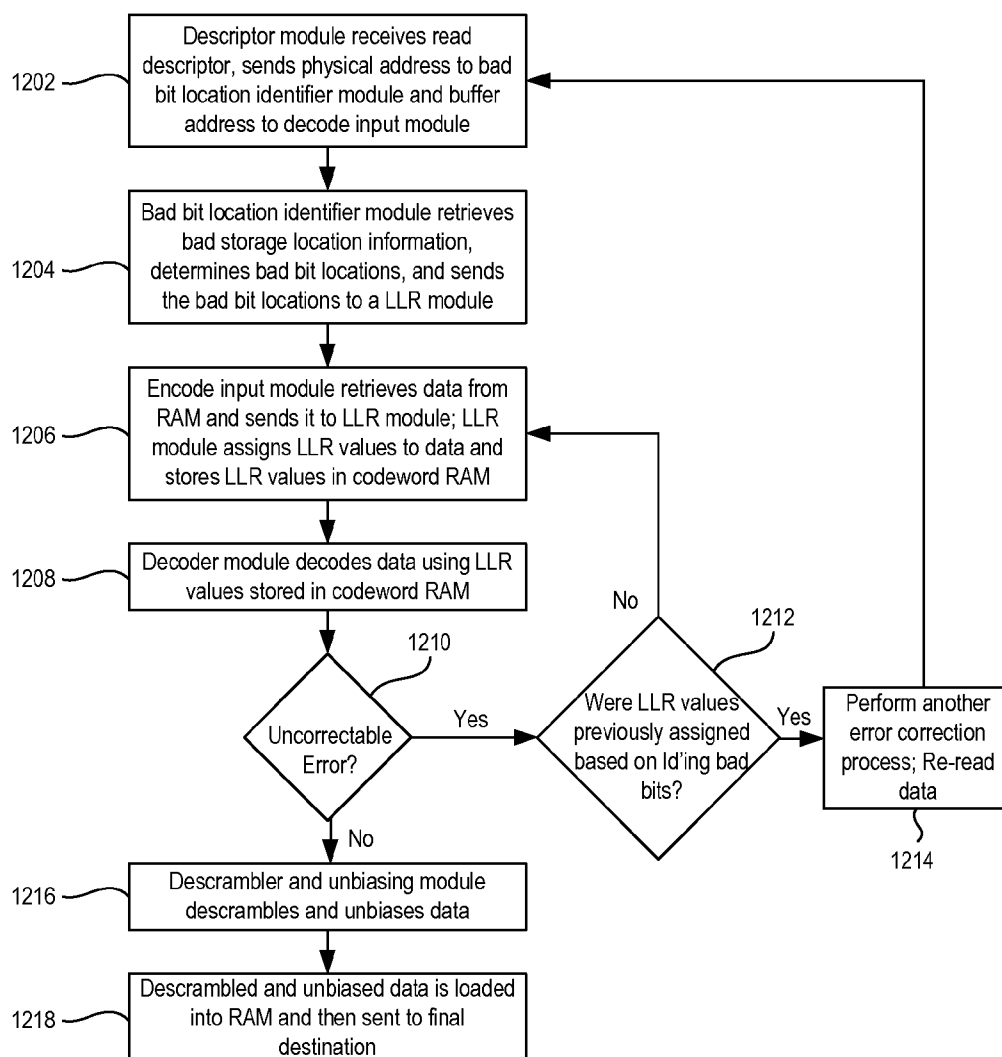 Descriptor module receives read
descriptor, sends physical address to bad
bit location identifier module and buffer
address to decode input module
1202
Bad bit location identifier module retrieves
bad storage location information,
determines bad bit locations, and sends
the bad bit locations to a LLR module
1204
Encode input module retrieves data from
RAM and sends it to LLR module; LLR
module assigns LLR values to data and
stores LLR values in codeword RAM
1206
Decoder module decodes data using LLR
values stored in codeword RAM
1208
No
1210
1212
Uncorrectable
Error?
Yes
Were LLR values
previously assigned
based on Id'ing bad
bits?
Yes
Perform another
error correction
process; Re-read
data
1214
No
Descrambler and unbiasing module
descrambles and unbiases data
1216
Descrambled and unbiased data is loaded
into RAM and then sent to final
destination
1218